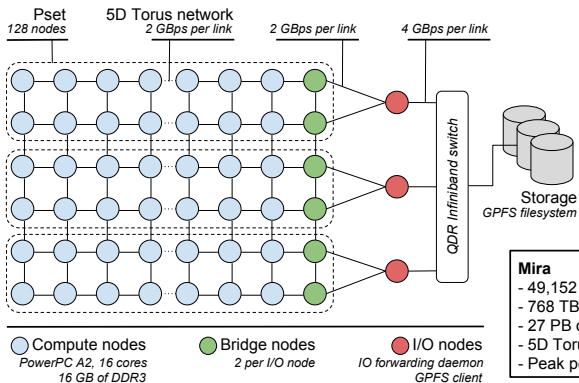 Pset
128 nodes
5D Torus network
2 GBps per link
2 GBps per link
4 GBps per link
QDR Infiniband switch
Storage
GPFS filesystem
Mira
- 49,152
- 768 TB
- 27 PB
- 5D Toru
- Peak p
Compute nodes
PowerPC A2, 16 cores
16 GB of DDR3
Bridge nodes
2 per I/O node
I/O nodes
IO forwarding daemon
GPFS client